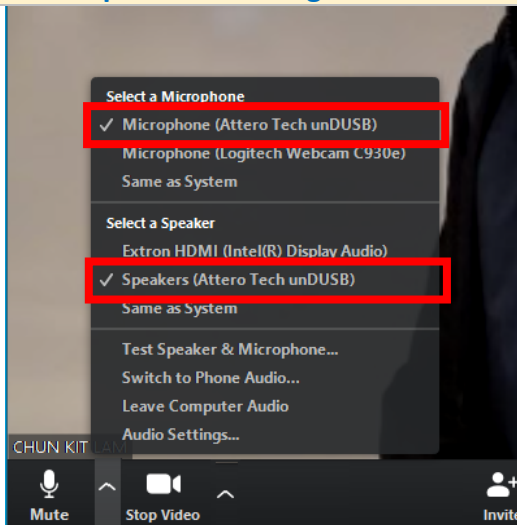 Select a Microphone
✓ Microphone (Attero Tech unDUSB)
Microphone (Logitech Webcam C930e)
Same as System
Select a Speaker
Extron HDMI (Intel(R) Display Audio)
✓ Speakers (Attero Tech unDUSB)
Same as System
Test Speaker & Microphone...
Switch to Phone Audio...
Leave Computer Audio
Audio Settings...
CHUN KIT LAM
Mute
Stop Video
Invite